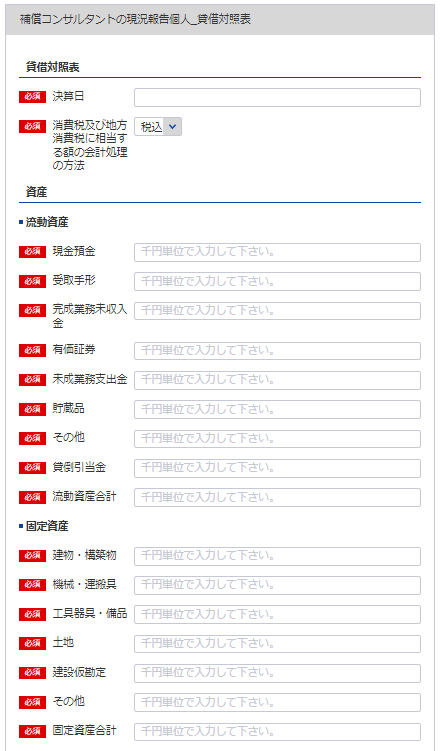 補償コンサルタントの現況報告個人_貸借対照表
貸借対照表
必須 決算日
必須 消費税及び地方 税込
消費税に相当す
る額の会計処理
の方法
資産
流動資産
必須 現金預金 千円単位で入力して下さい。
必須 受取手形 千円単位で入力して下さい。
必須 完成業務未収入 千円単位で入力して下さい。
金
必須 有価証券 千円単位で入力して下さい。
必須 未成業務支出金 千円単位で入力して下さい。
必須 貯蔵品 千円単位で入力して下さい。
必須 その他 千円単位で入力して下さい。
必須 貸倒引当金 千円単位で入力して下さい。
必須 流動資産合計 千円単位で入力して下さい。
固定資産
必須 建物・構築物 千円単位で入力して下さい。
必須 機械・運搬具 千円単位で入力して下さい。
必須 工具器具・備品 千円単位で入力して下さい。
必須 土地 千円単位で入力して下さい。
必須 建設仮勘定 千円単位で入力して下さい。
必須 その他 千円単位で入力して下さい。
必須 固定資産合計 千円単位で入力して下さい。